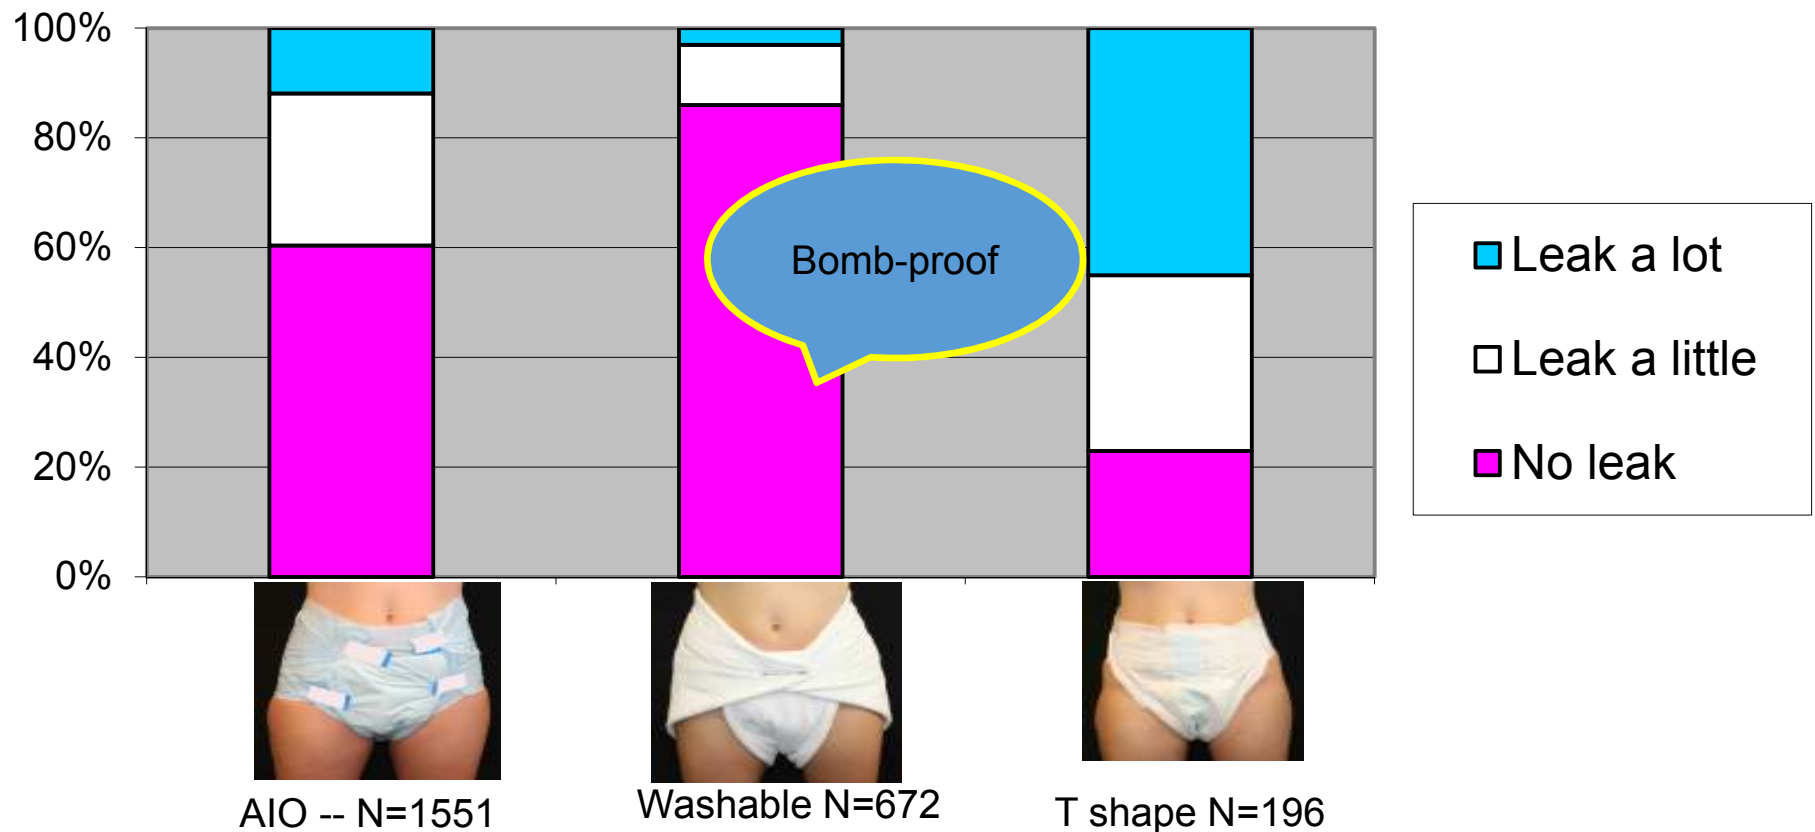 100%
80%
60%
40%
20%
0%
Bomb-proof
Leak a lot
Leak a little
No leak
AIO -- N=1551
Washable N=672
T shape N=196